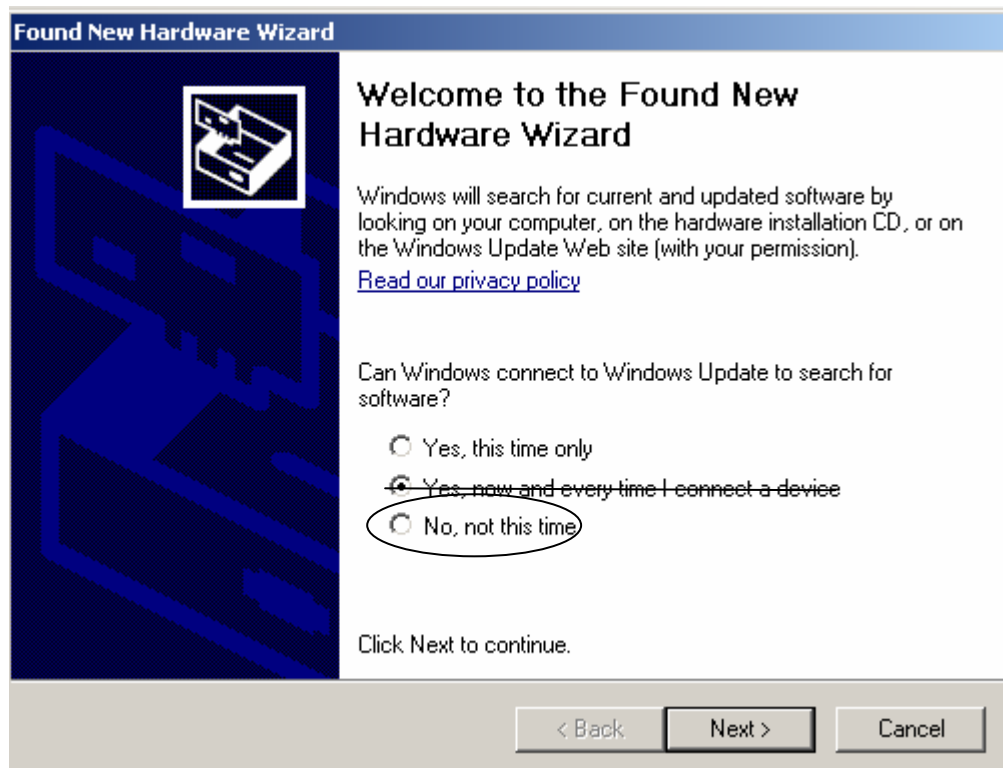 Found New Hardware Wizard
Welcome to the Found New
Hardware Wizard
Windows will search for current and updated software by
looking on your computer, on the hardware installation CD, or on
the Windows Update Web site (with your permission).
Read our privacy policy
Can Windows connect to Windows Update to search for
software?
Yes, this time only
Yes, now and every time I connect a device
No, not this time
Click Next to continue.
< Back
Next >
Cancel